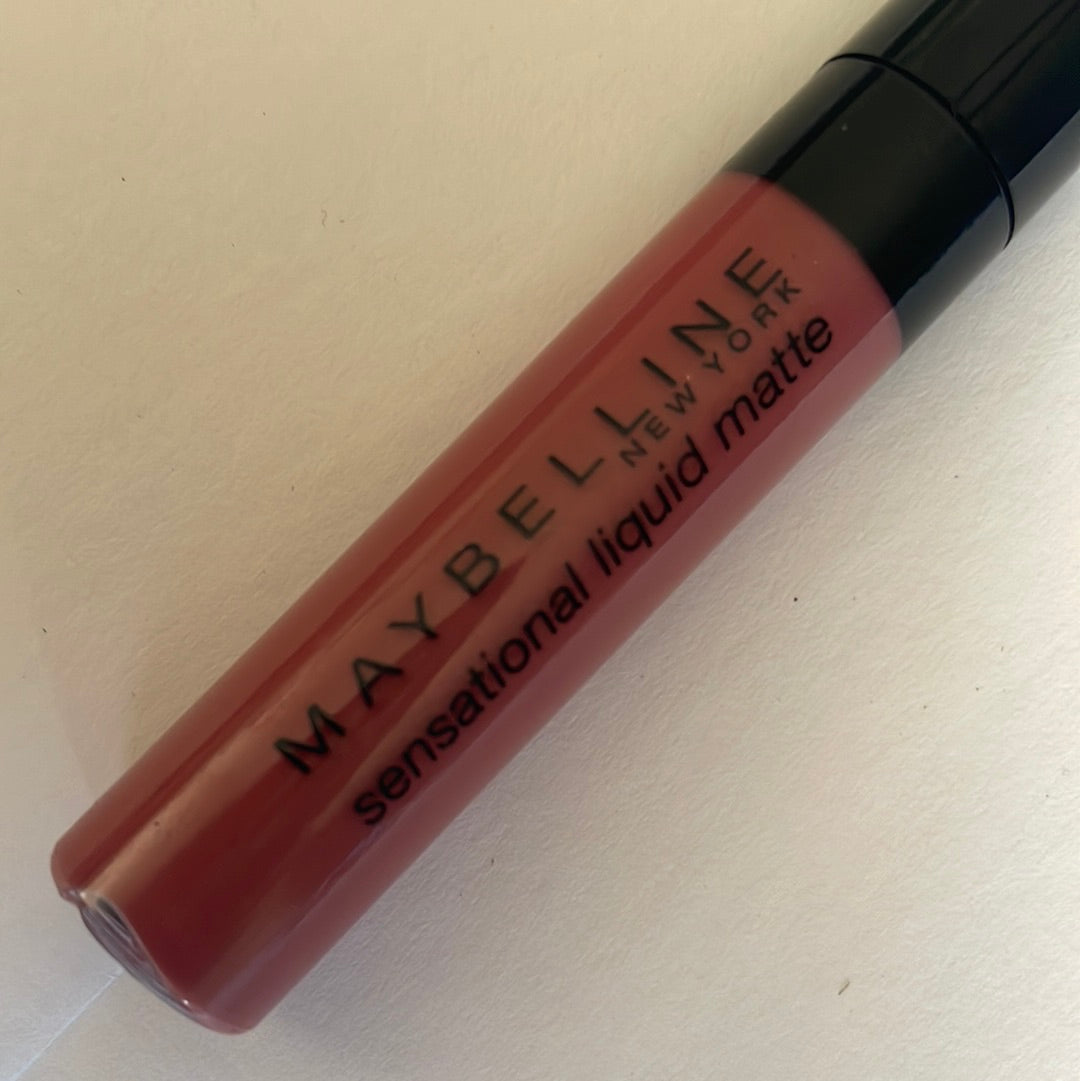 MAYBELLINE
NEW YORK
sensational liquid matte